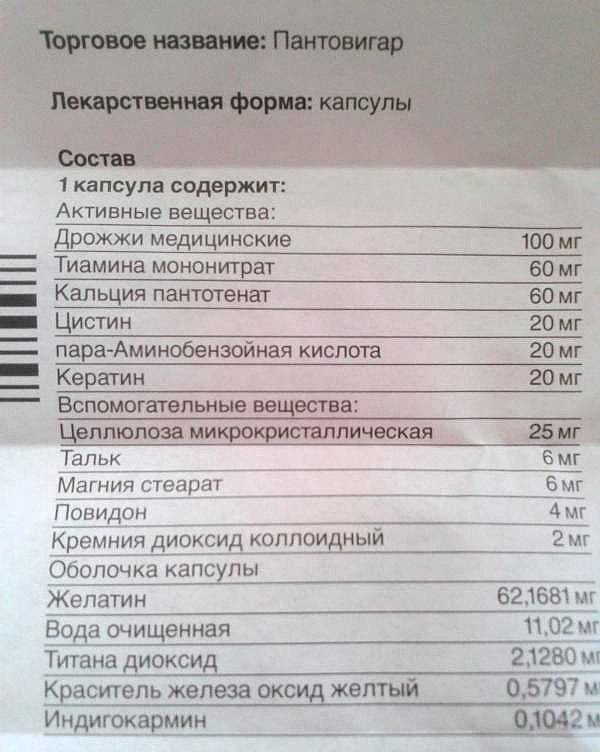 Торговое название: Пантовигар
Лекарственная форма: капсулы
Состав
1 капсула содержит:
Активные вещества:
Дрожжи медицинские 100 мг
Тиамина мононитрат 60 мг
Кальция пантотенат 60 мг
Цистин 20 мг
пара-Аминобензойная кислота 20 мг
Кератин 20 мг
Вспомогательные вещества:
Целлюлоза микрокристаллическая 25 мг
Тальк 6 мг
Магния стеарат 6 мг
Повидон 4 мг
Кремния диоксид коллоидный 2 мг
Оболочка капсулы
Желатин 62,1681 мг
Вода очищенная 11,02 мг
Титана диоксид 2,1280 мг
Краситель железа оксид желтый 0,5797 м
Индигокармин 0,1042 м